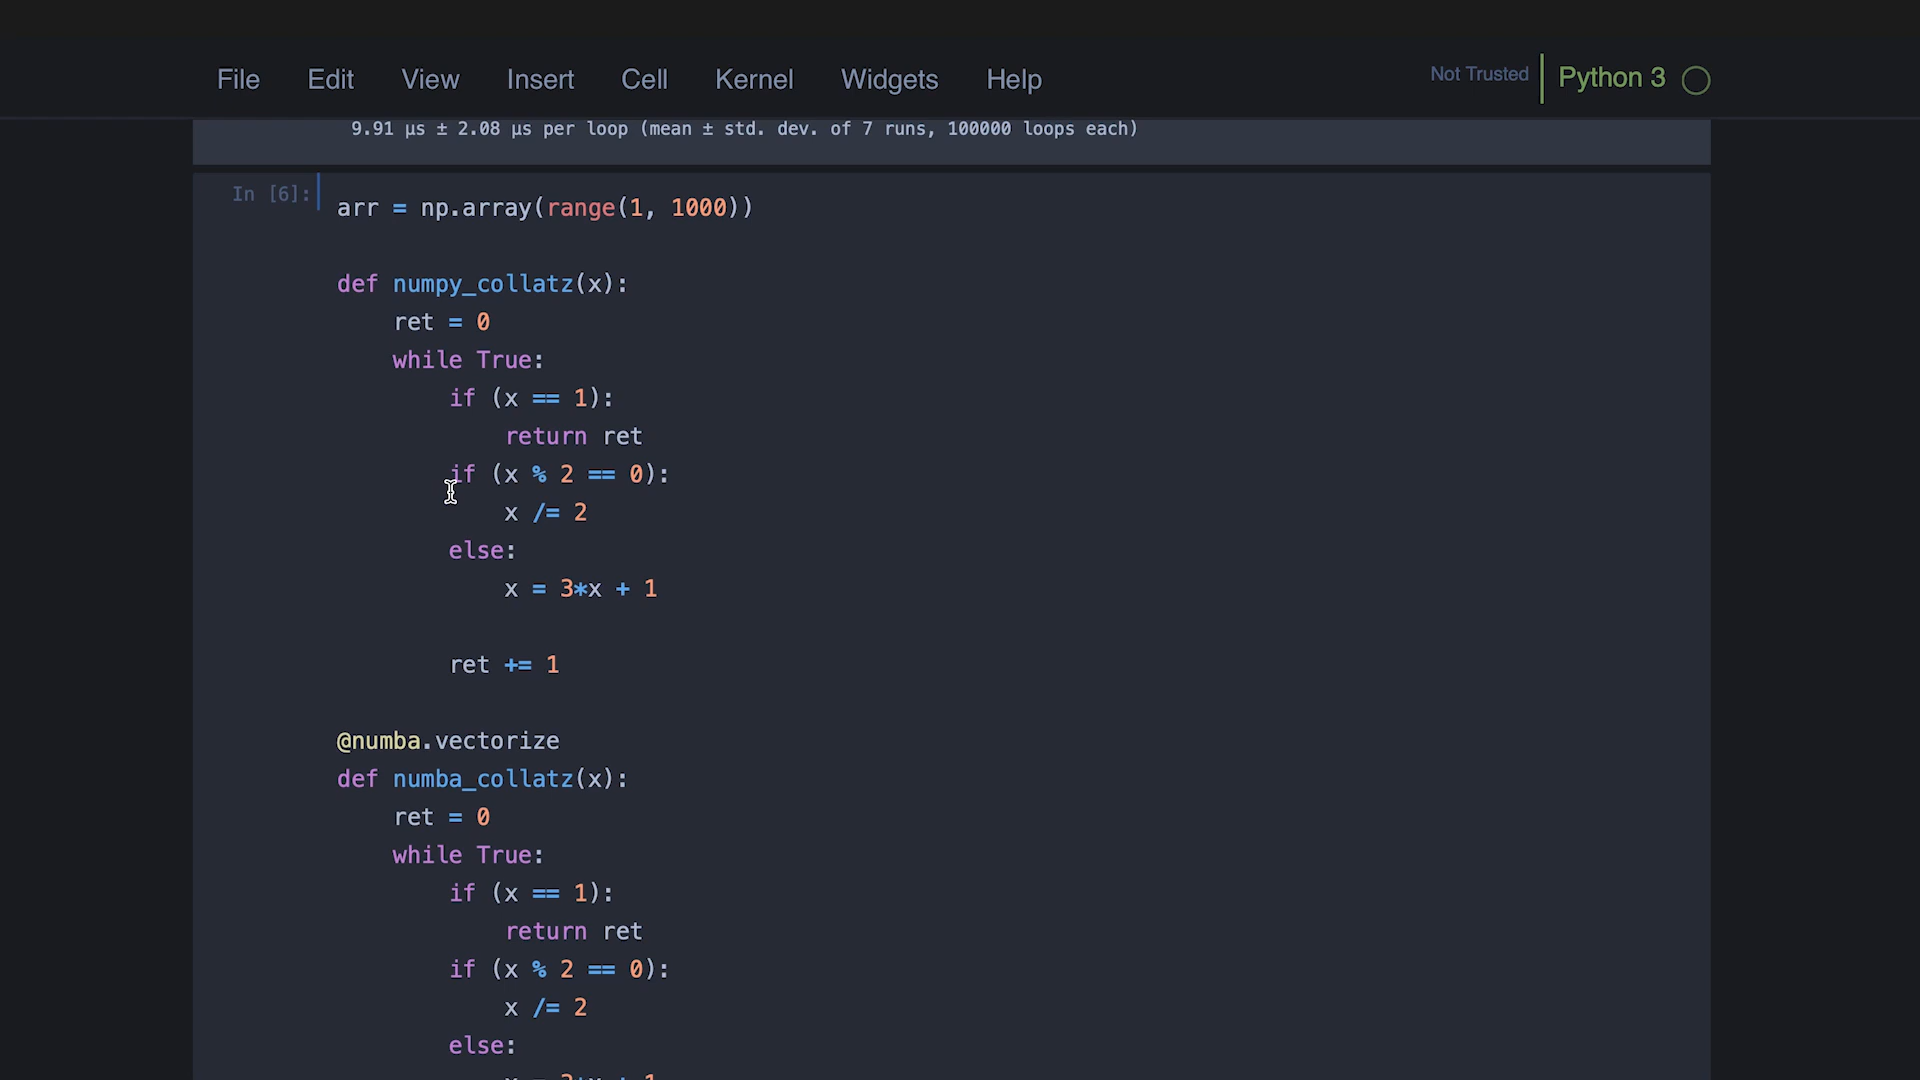 File Edit View Insert Cell Kernel Widgets Help Not Trusted Python 3
9.91 µs ± 2.08 µs per loop (mean ± std. dev. of 7 runs, 100000 loops each)
In [6]: arr = np.array(range(1, 1000))
def numpy_collatz(x):
ret = 0
while True:
if (x == 1):
return ret
if (x % 2 == 0):
x /= 2
else:
x = 3*x + 1
ret += 1
@numba.vectorize
def numba_collatz(x):
ret = 0
while True:
if (x == 1):
return ret
if (x % 2 == 0):
x /= 2
else: